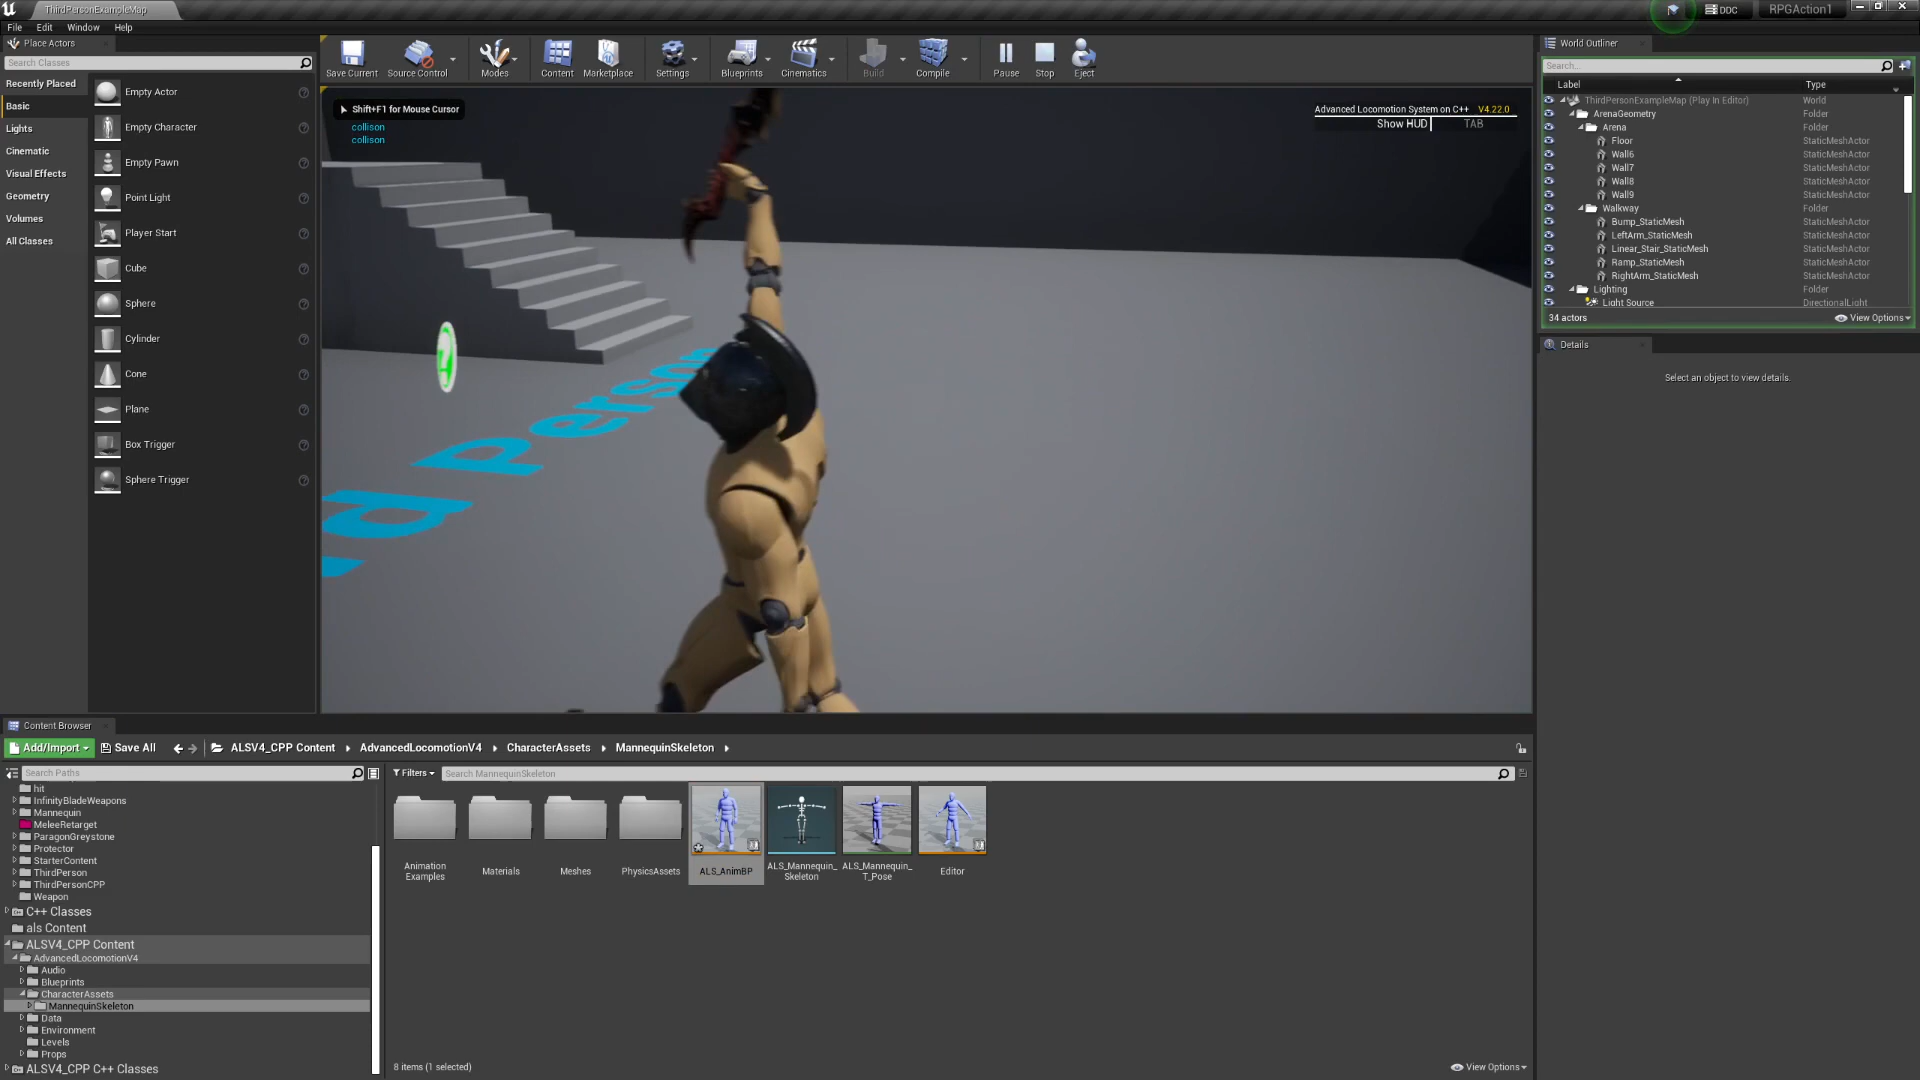 ThirdPersonExampleMap
DDC
RPGAction1
File
Edit
Window
Help
Place Actors
Search Classes
Recently Placed
Basic
Lights
Cinematic
Visual Effects
Geometry
Volumes
All Classes
Empty Actor
Empty Character
Empty Pawn
Point Light
Player Start
Cube
Sphere
Cylinder
Cone
Plane
Box Trigger
Sphere Trigger
Save Current
Source Control
Modes
Content
Marketplace
Settings
Blueprints
Cinematics
Build
Compile
Pause
Stop
Eject
Shift+F1 for Mouse Cursor
collison
collison
Advanced Locomotion System on C++ V4.22.0
Show HUD TAB
d Person
World Outliner
Search...
Label Type
ThirdPersonExampleMap (Play In Editor) World
ArenaGeometry Folder
Arena Folder
Floor StaticMeshActor
Wall6 StaticMeshActor
Wall7 StaticMeshActor
Wall8 StaticMeshActor
Wall9 StaticMeshActor
Walkway Folder
Bump_StaticMesh StaticMeshActor
LeftArm_StaticMesh StaticMeshActor
Linear_Stair_StaticMesh StaticMeshActor
Ramp_StaticMesh StaticMeshActor
RightArm_StaticMesh StaticMeshActor
Lighting Folder
Light Source DirectionalLight
34 actors
View Options
Details
Select an object to view details.
Content Browser
Add/Import
Save All
ALSV4_CPP Content
AdvancedLocomotionV4
CharacterAssets
MannequinSkeleton
Search Paths
hit
InfinityBladeWeapons
Mannequin
MeleeRetarget
ParagonGreystone
Protector
StarterContent
ThirdPerson
ThirdPersonCPP
Weapon
C++ Classes
als Content
ALSV4_CPP Content
AdvancedLocomotionV4
Audio
Blueprints
CharacterAssets
MannequinSkeleton
Data
Environment
Levels
Props
ALSV4_CPP C++ Classes
Filters
Search MannequinSkeleton
Animation
Examples
Materials
Meshes
PhysicsAssets
ALS_AnimBP
ALS_Mannequin_
Skeleton
ALS_Mannequin_
T_Pose
Editor
8 items (1 selected)
View Options